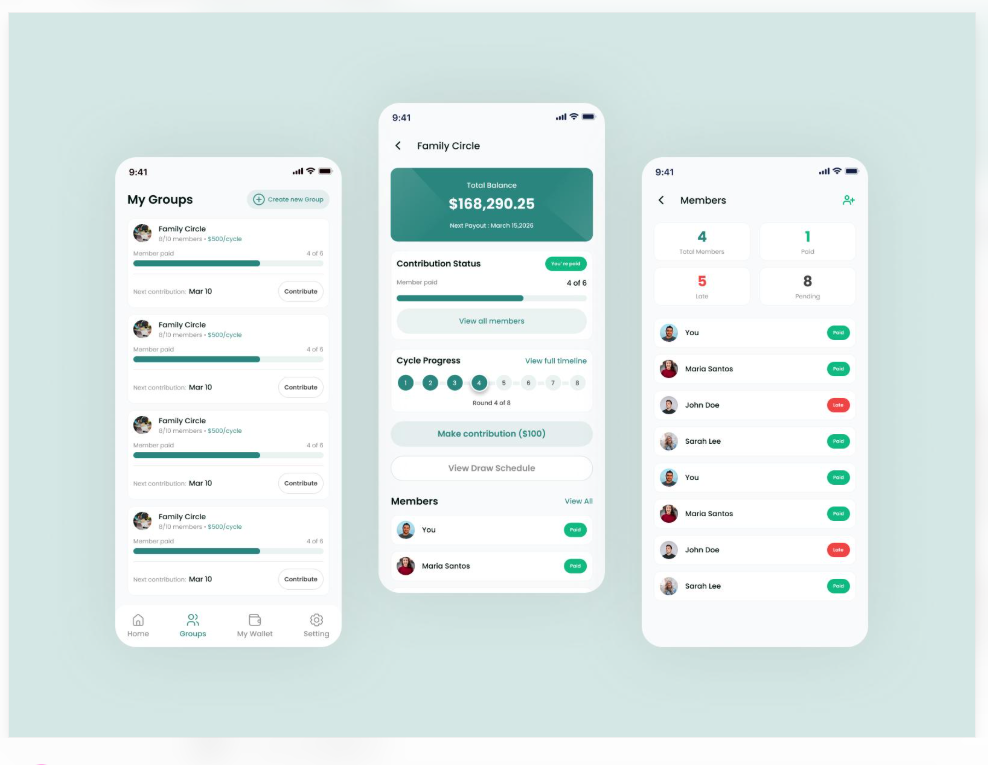 9:41
My Groups
Create new Group
Family Circle
8/10 members • $500/cycle
Member paid 4 of 6
Next contribution: Mar 10 Contribute
Family Circle
8/10 members • $500/cycle
Member paid 4 of 6
Next contribution: Mar 10 Contribute
Family Circle
8/10 members • $500/cycle
Member paid 4 of 6
Next contribution: Mar 10 Contribute
Family Circle
8/10 members • $500/cycle
Member paid 4 of 6
Next contribution: Mar 10 Contribute
Home Groups My Wallet Setting
9:41
Family Circle
Total Balance
$168,290.25
Next Payout : March 15,2026
Contribution Status You're paid
Member paid 4 of 6
View all members
Cycle Progress View full timeline
1 2 3 4 5 6 7 8
Round 4 of 8
Make contribution ($100)
View Draw Schedule
Members View All
You Paid
Maria Santos Paid
9:41
Members
4 1
Total Members Paid
5 8
Late Pending
You Paid
Maria Santos Paid
John Doe Late
Sarah Lee Paid
You Paid
Maria Santos Paid
John Doe Late
Sarah Lee Paid